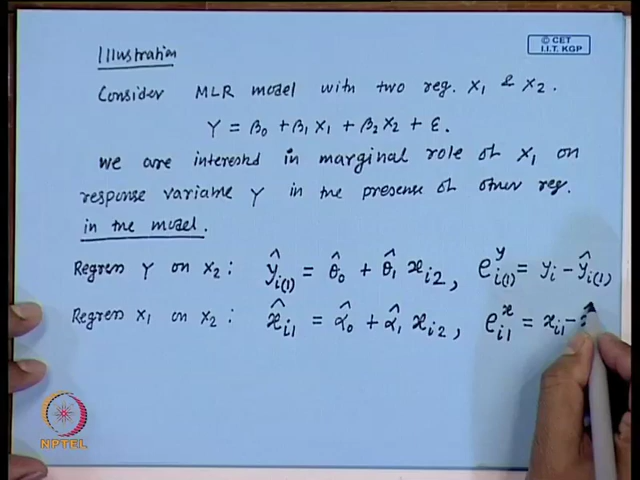 © CET
I.I.T. KGP
Illustration
Consider MLR model with two reg. X₁ & X₂.
Y = β₀ + β₁ X₁ + β₂ X₂ + ε.
we are interested in marginal role of X₁ on
response variable Y in the presense of other reg.
in the model.
Regress Y on X₂ : ŷᵢ₍₁₎ = θ̂₀ + θ̂₁ xᵢ₂, eʸᵢ₍₁₎ = yᵢ − ŷᵢ₍₁₎
Regress X₁ on X₂ : x̂ᵢ₁ = α̂₀ + α̂₁ xᵢ₂, eˣᵢ₁ = xᵢ₁ −
NPTEL